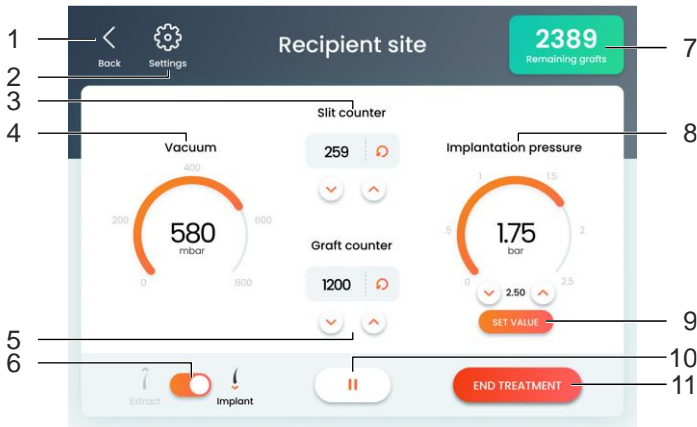 1
Back
2
Settings
Recipient site
2389
Remaining grafts
7
3
Slit counter
259
4
Vacuum
0
200
400
600
800
580
mbar
Implantation pressure
8
0
.5
1
1.5
2
2.5
1.75
bar
2.50
SET VALUE
9
Graft counter
1200
5
6
Extract
Implant
10
END TREATMENT
11